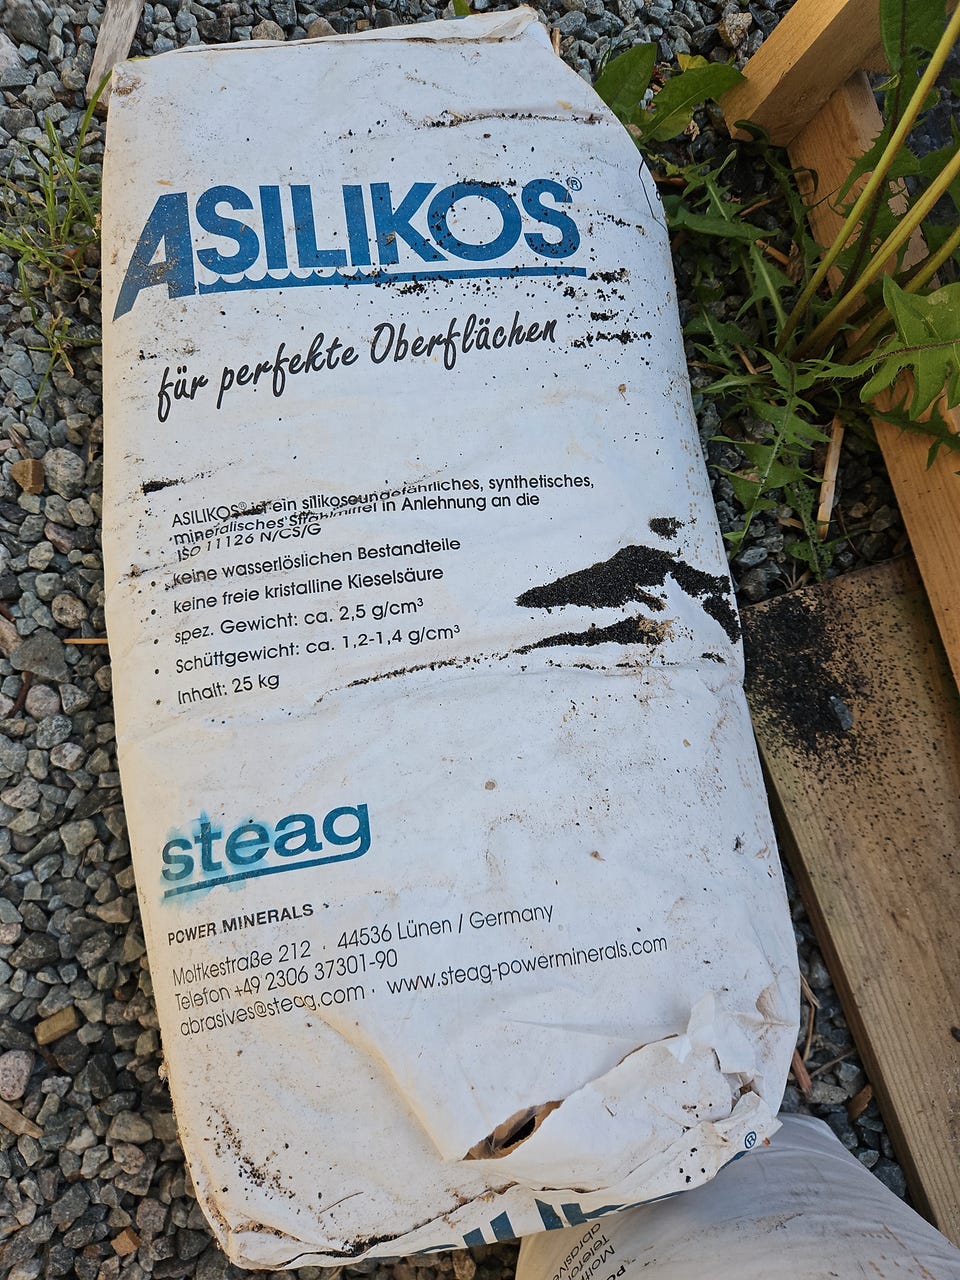 ASILIKOS®
für perfekte Oberflächen
ASILIKOS® ist ein silikoseungefährliches, synthetisches,
mineralisches Strahlmittel in Anlehnung an die
ISO 11126 N/CS/G
• keine wasserlöslichen Bestandteile
• keine freie kristalline Kieselsäure
• spez. Gewicht: ca. 2,5 g/cm³
• Schüttgewicht: ca. 1,2-1,4 g/cm³
• Inhalt: 25 kg
steag
POWER MINERALS
Moltkestraße 212 · 44536 Lünen / Germany
Telefon +49 2306 37301-90
abrasives@steag.com · www.steag-powerminerals.com
®